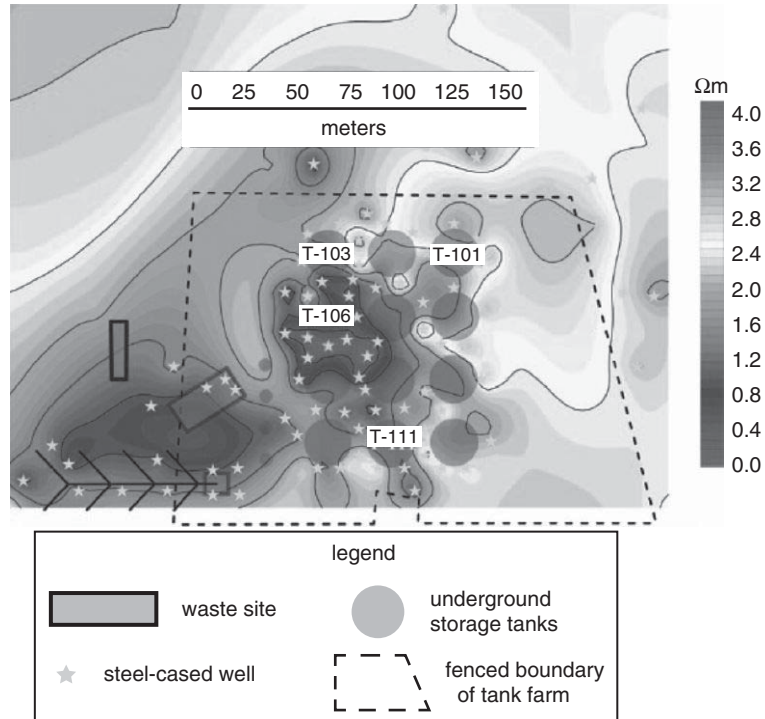 0 25 50 75 100 125 150
meters
Ωm
4.0
3.6
3.2
2.8
2.4
2.0
1.6
1.2
0.8
0.4
0.0
T-103
T-101
T-106
T-111
legend
waste site
underground
storage tanks
steel-cased well
fenced boundary
of tank farm